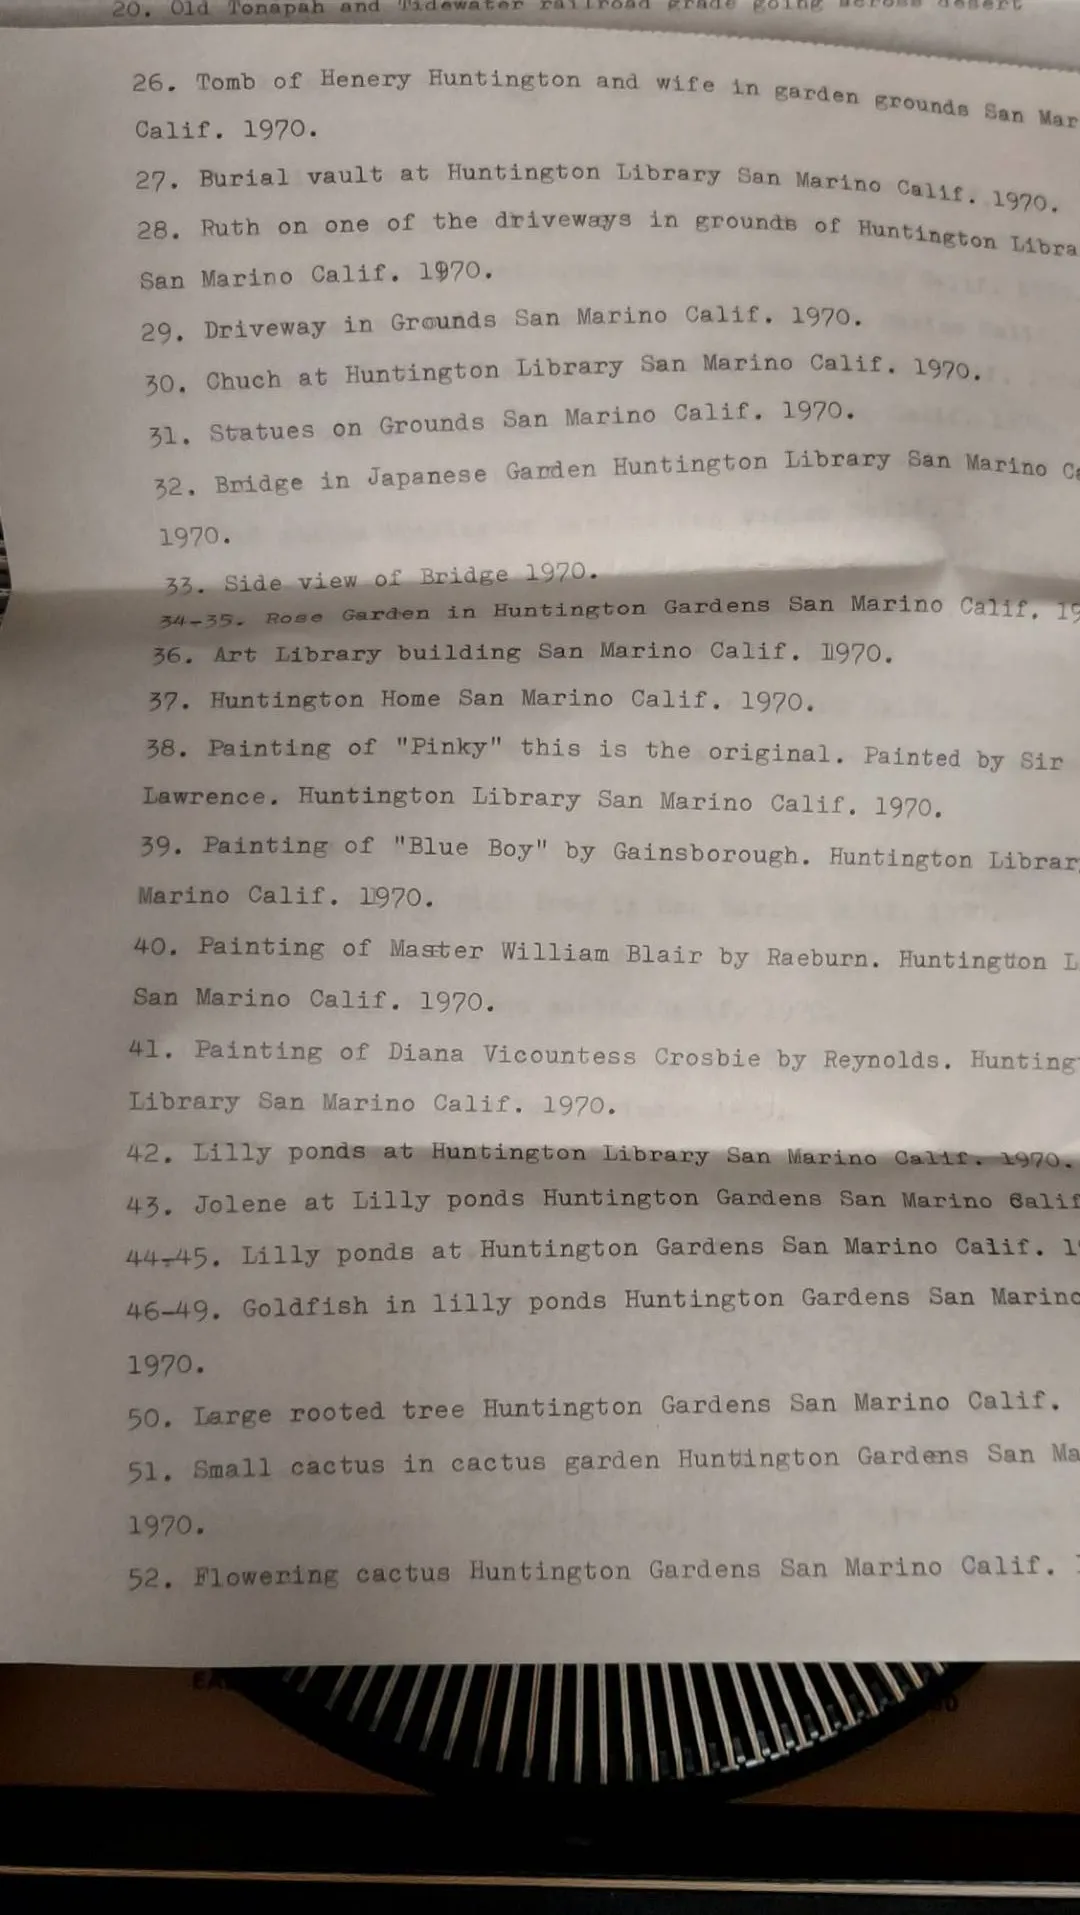 20. Old Tonapah and Tidewater railroad grade going across desert
26. Tomb of Henery Huntington and wife in garden grounds San Mar
Calif. 1970.
27. Burial vault at Huntington Library San Marino Calif. 1970.
28. Ruth on one of the driveways in grounds of Huntington Libra
San Marino Calif. 1970.
29. Driveway in Grounds San Marino Calif. 1970.
30. Chuch at Huntington Library San Marino Calif. 1970.
31. Statues on Grounds San Marino Calif. 1970.
32. Bridge in Japanese Garden Huntington Library San Marino Ca
1970.
33. Side view of Bridge 1970.
34-35. Rose Garden in Huntington Gardens San Marino Calif. 19
36. Art Library building San Marino Calif. 1970.
37. Huntington Home San Marino Calif. 1970.
38. Painting of "Pinky" this is the original. Painted by Sir
Lawrence. Huntington Library San Marino Calif. 1970.
39. Painting of "Blue Boy" by Gainsborough. Huntington Library
Marino Calif. 1970.
40. Painting of Master William Blair by Raeburn. Huntington L
San Marino Calif. 1970.
41. Painting of Diana Vicountess Crosbie by Reynolds. Hunting
Library San Marino Calif. 1970.
42. Lilly ponds at Huntington Library San Marino Calif. 1970.
43. Jolene at Lilly ponds Huntington Gardens San Marino Calif
44-45. Lilly ponds at Huntington Gardens San Marino Calif. 1
46-49. Goldfish in lilly ponds Huntington Gardens San Marino
1970.
50. Large rooted tree Huntington Gardens San Marino Calif.
51. Small cactus in cactus garden Huntington Gardens San Ma
1970.
52. Flowering cactus Huntington Gardens San Marino Calif.